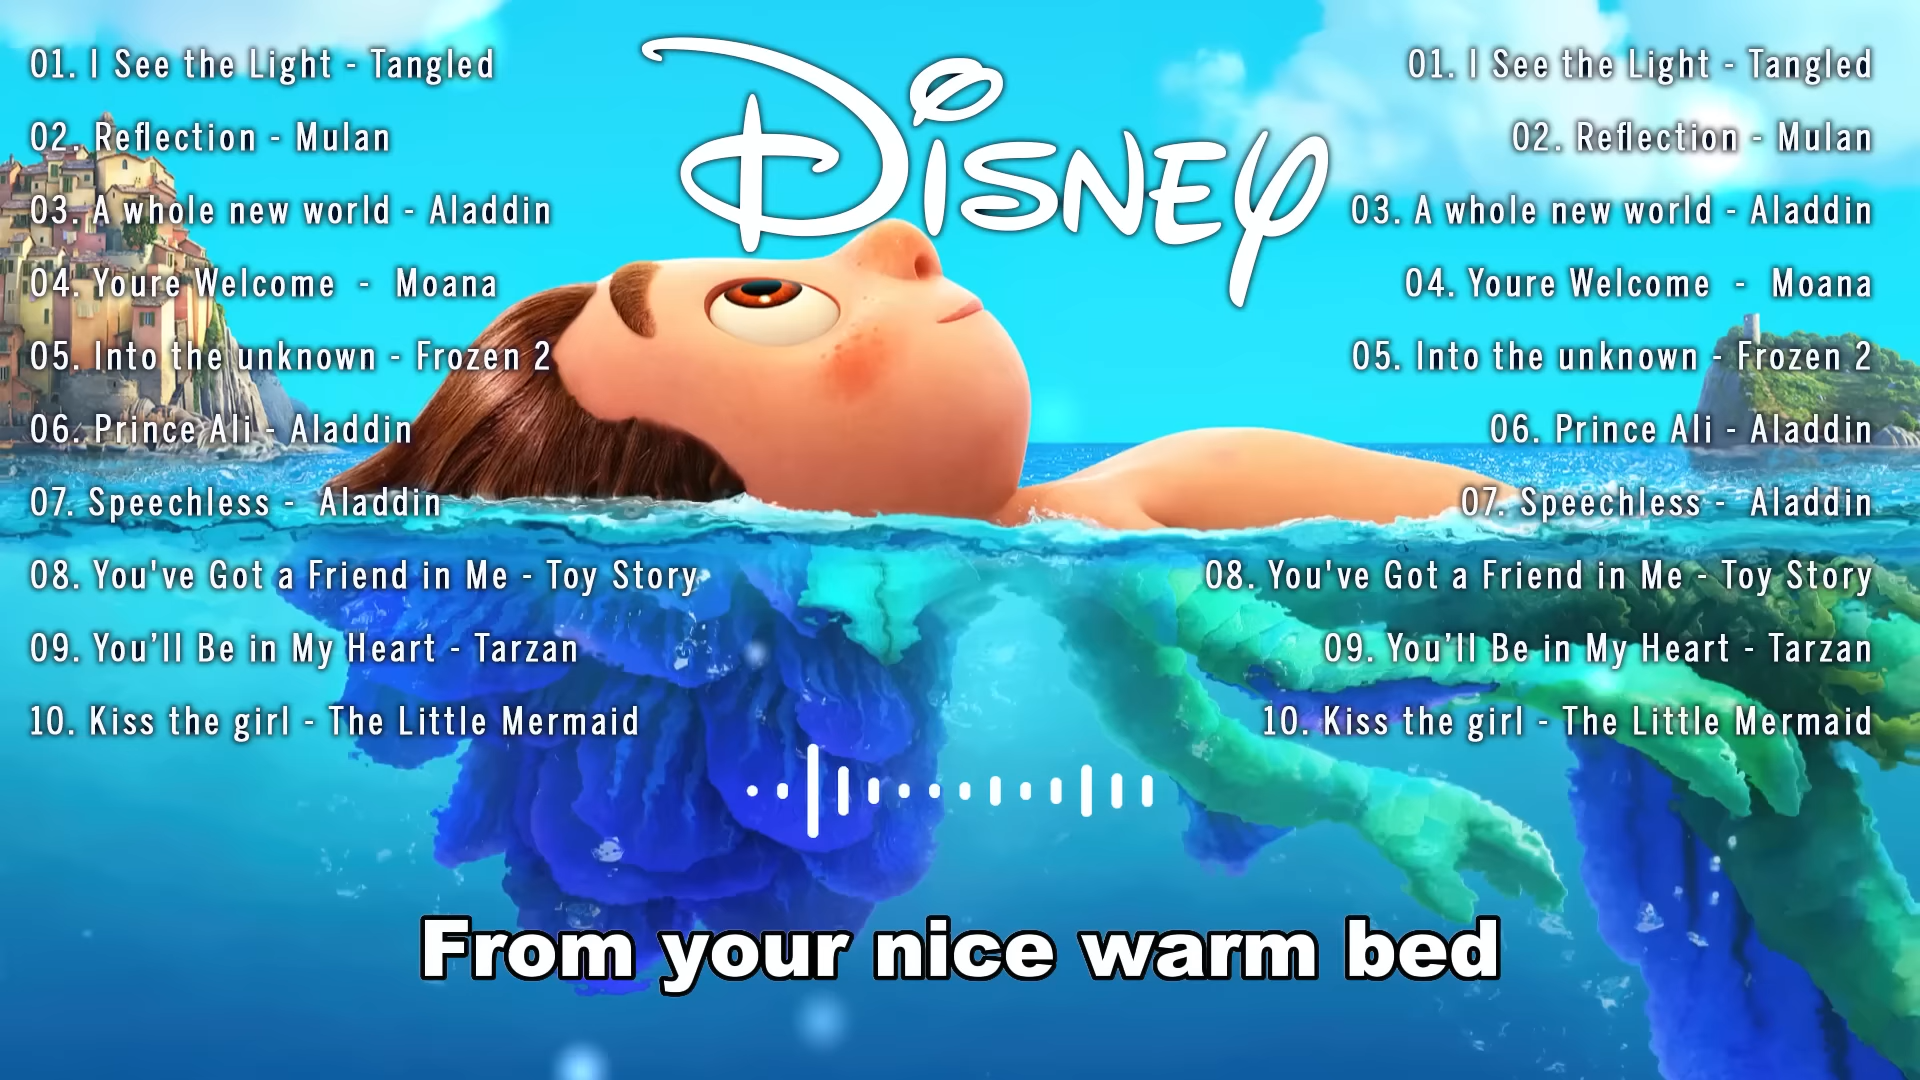 DISNEY
01. I See the Light - Tangled
02. Reflection - Mulan
03. A whole new world - Aladdin
04. Youre Welcome - Moana
05. Into the unknown - Frozen 2
06. Prince Ali - Aladdin
07. Speechless - Aladdin
08. You've Got a Friend in Me - Toy Story
09. You’ll Be in My Heart - Tarzan
10. Kiss the girl - The Little Mermaid
01. I See the Light - Tangled
02. Reflection - Mulan
03. A whole new world - Aladdin
04. Youre Welcome - Moana
05. Into the unknown - Frozen 2
06. Prince Ali - Aladdin
07. Speechless - Aladdin
08. You've Got a Friend in Me - Toy Story
09. You’ll Be in My Heart - Tarzan
10. Kiss the girl - The Little Mermaid
From your nice warm bed